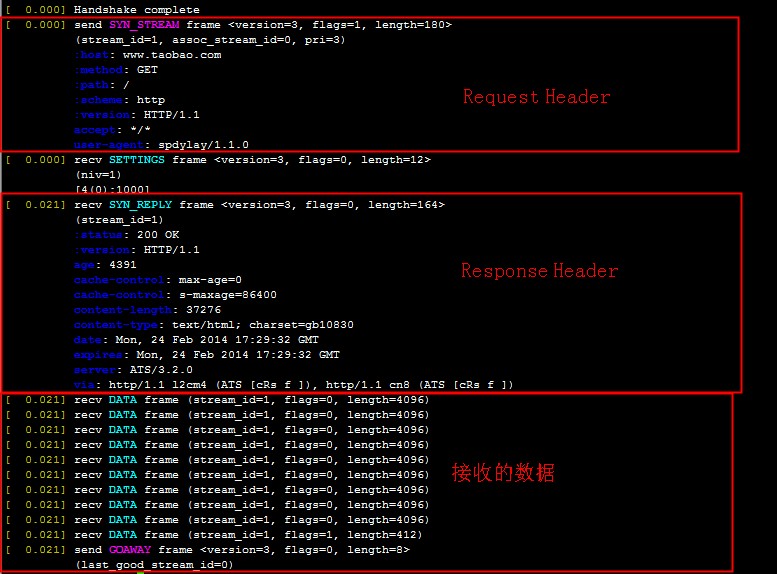 [  0.000] Handshake complete
[  0.000] send SYN_STREAM frame <version=3, flags=1, length=180>
(stream_id=1, assoc_stream_id=0, pri=3)
:host: www.taobao.com
:method: GET
:path: /
:scheme: http
:version: HTTP/1.1
accept: */*
user-agent: spdylay/1.1.0
Request Header
[  0.000] recv SETTINGS frame <version=3, flags=0, length=12>
(niv=1)
[4(0):1000]
[  0.021] recv SYN_REPLY frame <version=3, flags=0, length=164>
(stream_id=1)
:status: 200 OK
:version: HTTP/1.1
age: 4391
cache-control: max-age=0
cache-control: s-maxage=86400
content-length: 37276
content-type: text/html; charset=gb10830
date: Mon, 24 Feb 2014 17:29:32 GMT
expires: Mon, 24 Feb 2014 17:29:32 GMT
server: ATS/3.2.0
via: http/1.1 l2cm4 (ATS [cRs f ]), http/1.1 cn8 (ATS [cRs f ])
Response Header
[  0.021] recv DATA frame (stream_id=1, flags=0, length=4096)
[  0.021] recv DATA frame (stream_id=1, flags=0, length=4096)
[  0.021] recv DATA frame (stream_id=1, flags=0, length=4096)
[  0.021] recv DATA frame (stream_id=1, flags=0, length=4096)
[  0.021] recv DATA frame (stream_id=1, flags=0, length=4096)
[  0.021] recv DATA frame (stream_id=1, flags=0, length=4096)
[  0.021] recv DATA frame (stream_id=1, flags=0, length=4096)
[  0.021] recv DATA frame (stream_id=1, flags=0, length=4096)
[  0.021] recv DATA frame (stream_id=1, flags=0, length=4096)
[  0.021] recv DATA frame (stream_id=1, flags=1, length=412)
接收的数据
[  0.021] send GOAWAY frame <version=3, flags=0, length=8>
(last_good_stream_id=0)